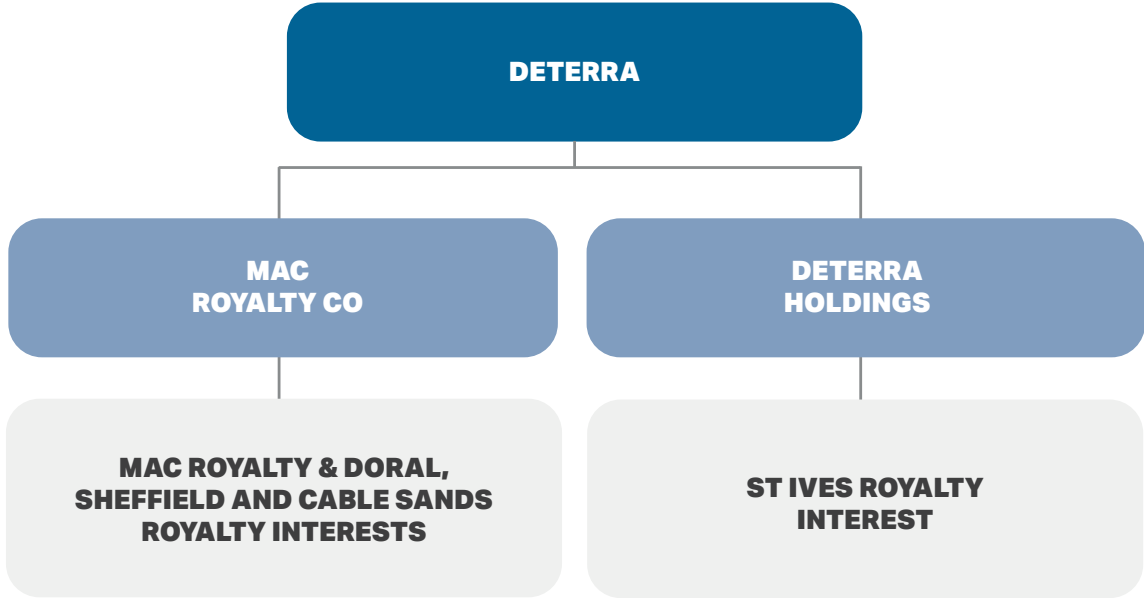 DETERRA
MAC
ROYALTY CO
DETERRA
HOLDINGS
MAC ROYALTY & DORAL,
SHEFFIELD AND CABLE SANDS
ROYALTY INTERESTS
ST IVES ROYALTY
INTEREST